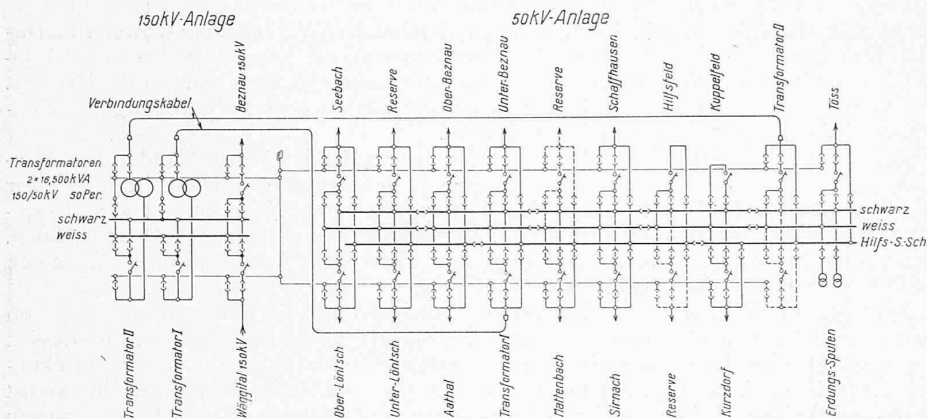 150kV-Anlage
50kV-Anlage
Beznau 150kV
Seebach
Reserve
Ober-Beznau
Unter-Beznau
Reserve
Schaffhausen
Hilfsfeld
Kuppelfeld
Transformator II
Töss
Verbindungskabel
Transformatoren
2×16,500kVA
150/50kV 50Per.
schwarz
weiss
schwarz
weiss
Hilfs-S.-Sch.
Transformator II
Transformator I
Wäggital 150kV
Ober-Löntsch
Unter-Löntsch
Aathal
Transformator I
Mattenbach
Sirnach
Reserve
Kurzdorf
Erdungs-Spulen